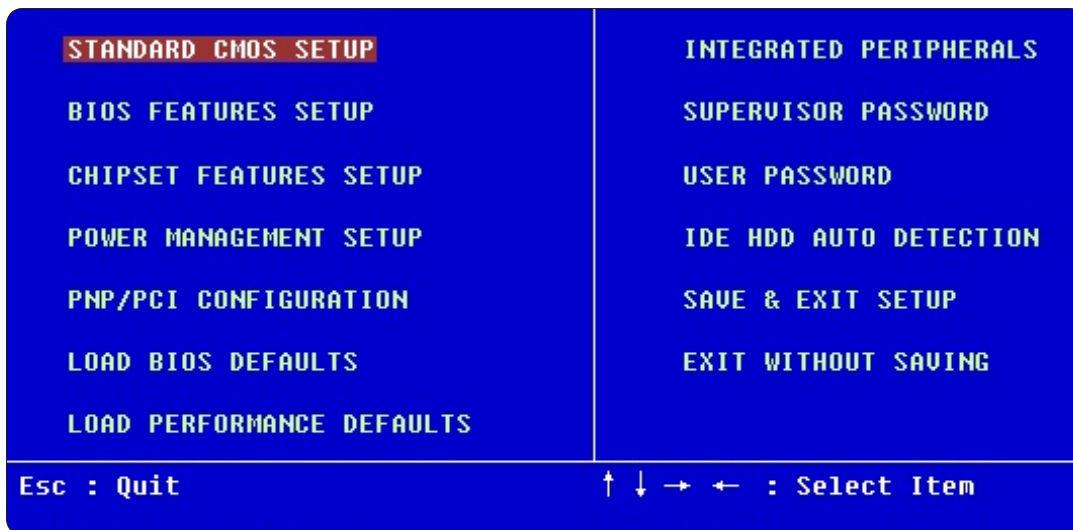 STANDARD CMOS SETUP
BIOS FEATURES SETUP
CHIPSET FEATURES SETUP
POWER MANAGEMENT SETUP
PNP/PCI CONFIGURATION
LOAD BIOS DEFAULTS
LOAD PERFORMANCE DEFAULTS
INTEGRATED PERIPHERALS
SUPERVISOR PASSWORD
USER PASSWORD
IDE HDD AUTO DETECTION
SAVE & EXIT SETUP
EXIT WITHOUT SAVING
Esc : Quit
↑ ↓ → ← : Select Item